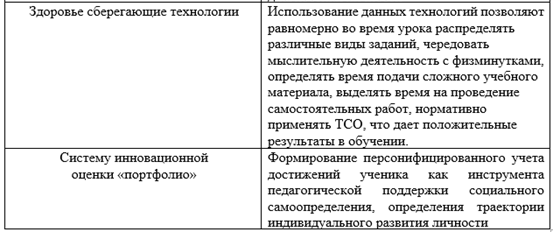 Здоровье сберегающие технологии
Использование данных технологий позволяют
равномерно во время урока распределять
различные виды заданий, чередовать
мыслительную деятельность с физминутками,
определять время подачи сложного учебного
материала, выделять время на проведение
самостоятельных работ, нормативно
применять ТСО, что дает положительные
результаты в обучении.
Систему инновационной
оценки «портфолио»
Формирование персонифицированного учета
достижений ученика как инструмента
педагогической поддержки социального
самоопределения, определения траектории
индивидуального развития личности